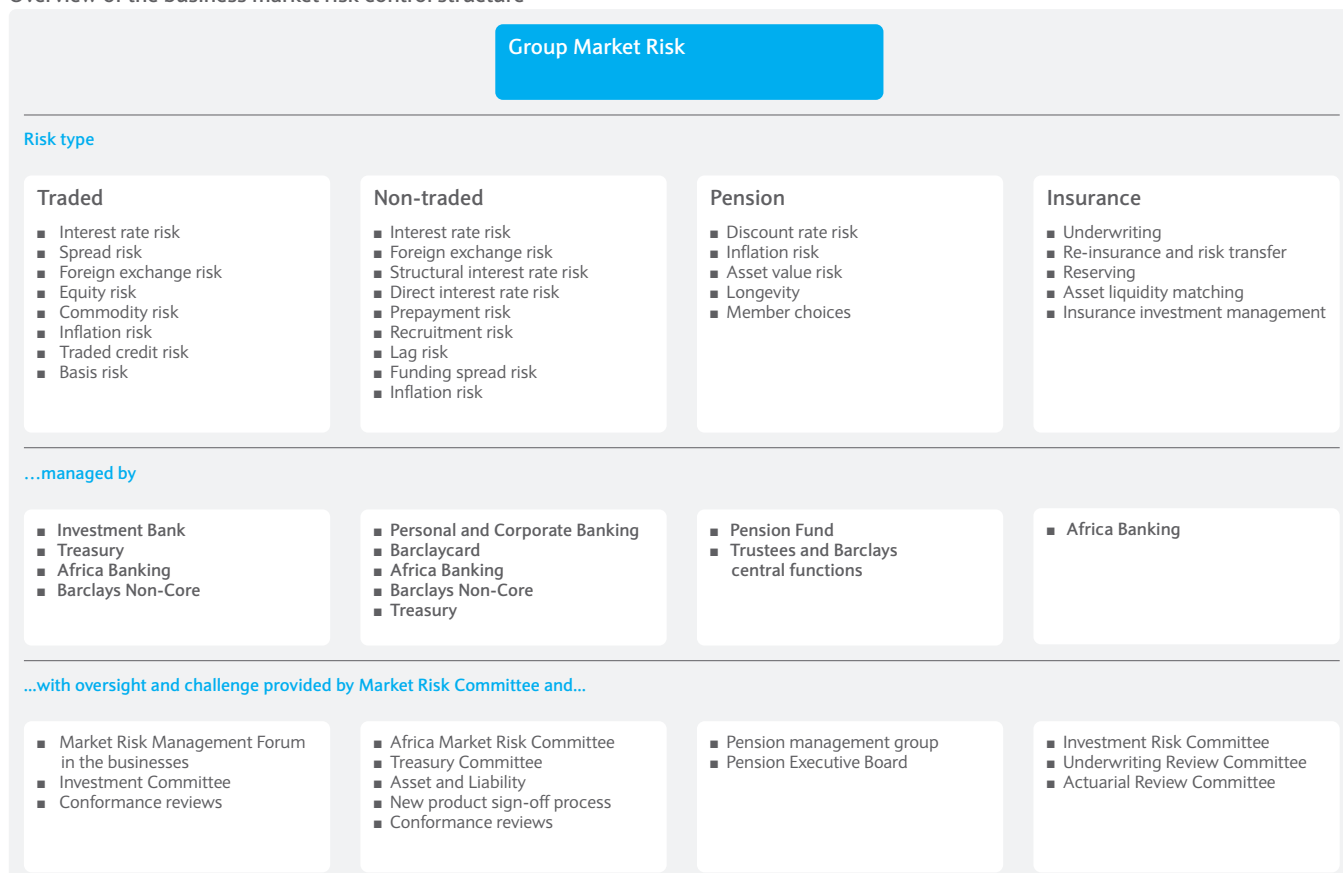 Overview of the business market risk control structure
Group Market Risk
Risk type
Traded
■ Interest rate risk
■ Spread risk
■ Foreign exchange risk
■ Equity risk
■ Commodity risk
■ Inflation risk
■ Traded credit risk
■ Basis risk
Non-traded
■ Interest rate risk
■ Foreign exchange risk
■ Structural interest rate risk
■ Direct interest rate risk
■ Prepayment risk
■ Recruitment risk
■ Lag risk
■ Funding spread risk
■ Inflation risk
Pension
■ Discount rate risk
■ Inflation risk
■ Asset value risk
■ Longevity
■ Member choices
Insurance
■ Underwriting
■ Re-insurance and risk transfer
■ Reserving
■ Asset liquidity matching
■ Insurance investment management
…managed by
■ Investment Bank
■ Treasury
■ Africa Banking
■ Barclays Non-Core
■ Personal and Corporate Banking
■ Barclaycard
■ Africa Banking
■ Barclays Non-Core
■ Treasury
■ Pension Fund
■ Trustees and Barclays
central functions
■ Africa Banking
...with oversight and challenge provided by Market Risk Committee and...
■ Market Risk Management Forum
in the businesses
■ Investment Committee
■ Conformance reviews
■ Africa Market Risk Committee
■ Treasury Committee
■ Asset and Liability
■ New product sign-off process
■ Conformance reviews
■ Pension management group
■ Pension Executive Board
■ Investment Risk Committee
■ Underwriting Review Committee
■ Actuarial Review Committee